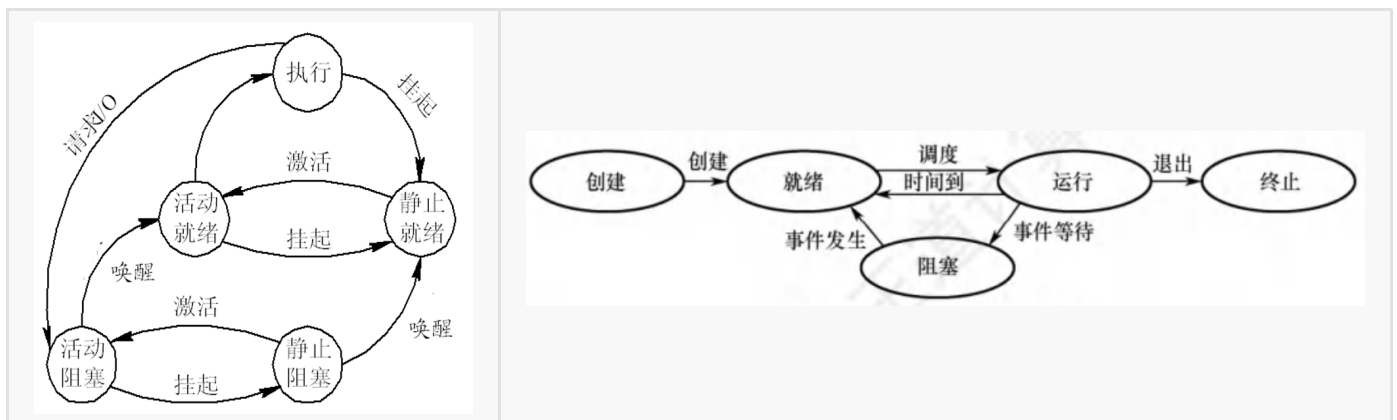 执行
请求I/O
挂起
激活
活动
就绪
静止
就绪
挂起
唤醒
激活
唤醒
活动
阻塞
静止
阻塞
挂起
创建
创建
就绪
调度
时间到
运行
退出
终止
事件发生
事件等待
阻塞